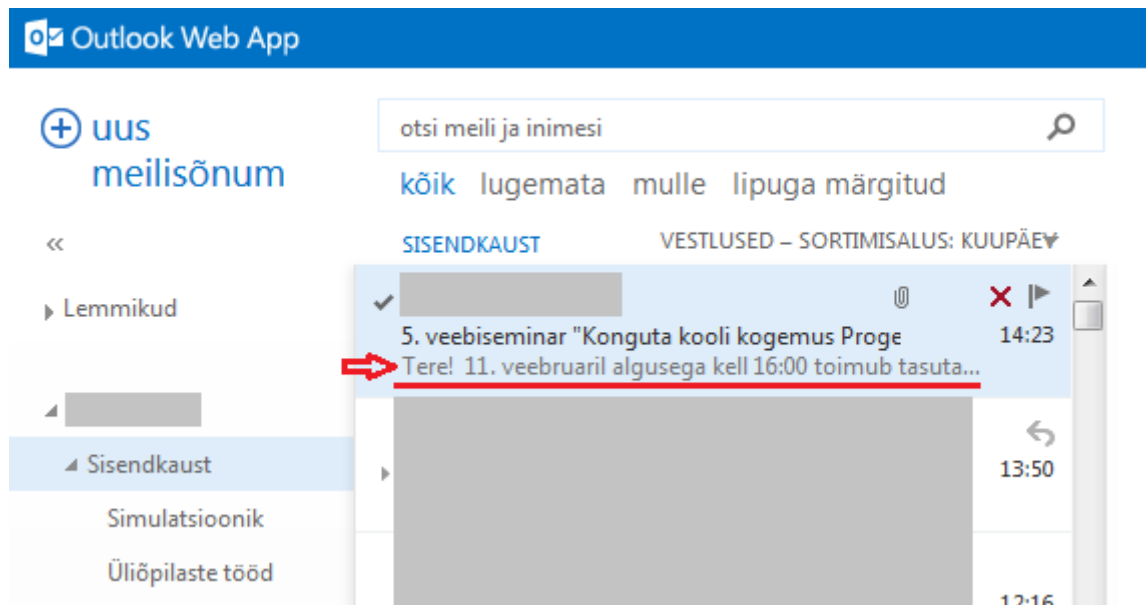 Outlook Web App
uus
meilisõnum
otsi meili ja inimesi
kõik lugemata mulle lipuga märgitud
«
SISENDKAUST VESTLUSED – SORTIMISALUS: KUUPÄEV
Lemmikud
5. veebiseminar "Konguta kooli kogemus Proge 14:23
Tere! 11. veebruaril algusega kell 16:00 toimub tasuta...
Sisendkaust
13:50
Simulatsioonik
Üliõpilaste tööd
12:16